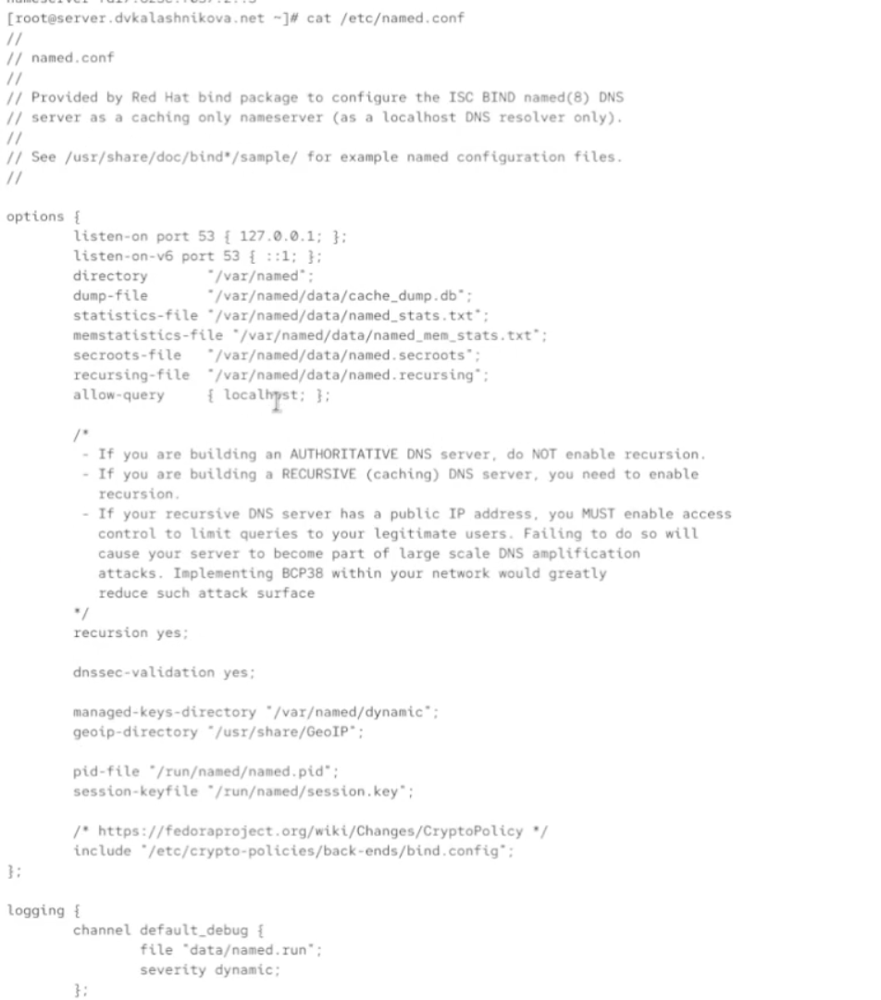 [root@server.dvkalashnikova.net ~]# cat /etc/named.conf
//
// named.conf
//
// Provided by Red Hat bind package to configure the ISC BIND named(8) DNS
// server as a caching only nameserver (as a localhost DNS resolver only).
//
// See /usr/share/doc/bind*/sample/ for example named configuration files.
//
options {
listen-on port 53 { 127.0.0.1; };
listen-on-v6 port 53 { ::1; };
directory "/var/named";
dump-file "/var/named/data/cache_dump.db";
statistics-file "/var/named/data/named_stats.txt";
memstatistics-file "/var/named/data/named_mem_stats.txt";
secroots-file "/var/named/data/named.secroots";
recursing-file "/var/named/data/named.recursing";
allow-query { localhost; };
/*
- If you are building an AUTHORITATIVE DNS server, do NOT enable recursion.
- If you are building a RECURSIVE (caching) DNS server, you need to enable
recursion.
- If your recursive DNS server has a public IP address, you MUST enable access
control to limit queries to your legitimate users. Failing to do so will
cause your server to become part of large scale DNS amplification
attacks. Implementing BCP38 within your network would greatly
reduce such attack surface
*/
recursion yes;
dnssec-validation yes;
managed-keys-directory "/var/named/dynamic";
geoip-directory "/usr/share/GeoIP";
pid-file "/run/named/named.pid";
session-keyfile "/run/named/session.key";
/* https://fedoraproject.org/wiki/Changes/CryptoPolicy */
include "/etc/crypto-policies/back-ends/bind.config";
};
logging {
channel default_debug {
file "data/named.run";
severity dynamic;
};